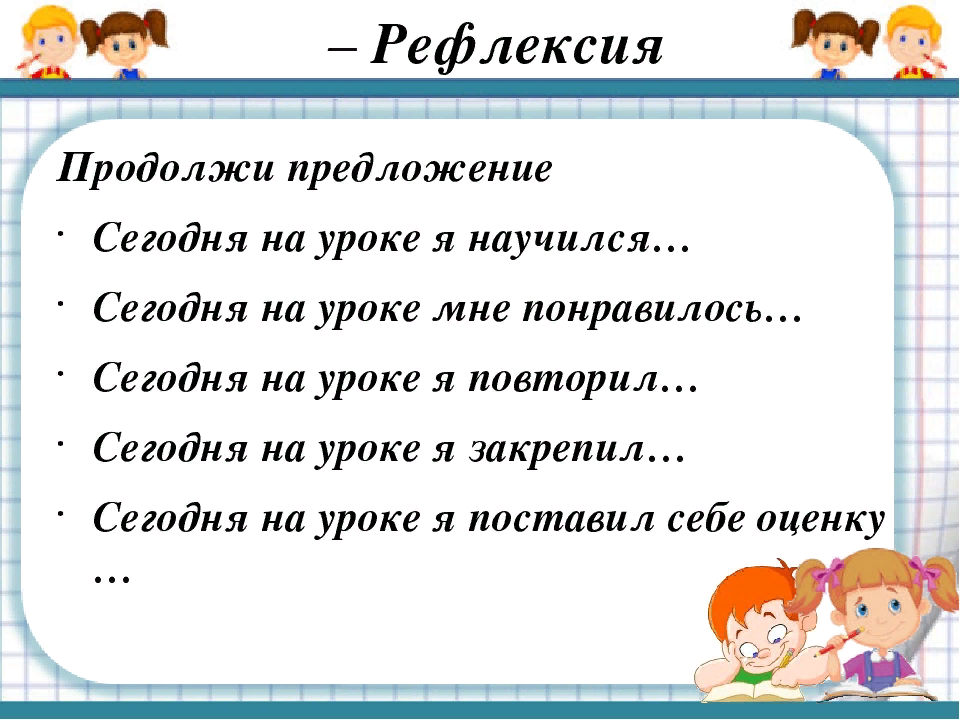 – Рефлексия
Продолжи предложение
· Сегодня на уроке я научился…
· Сегодня на уроке мне понравилось…
· Сегодня на уроке я повторил…
· Сегодня на уроке я закрепил…
· Сегодня на уроке я поставил себе оценку
…